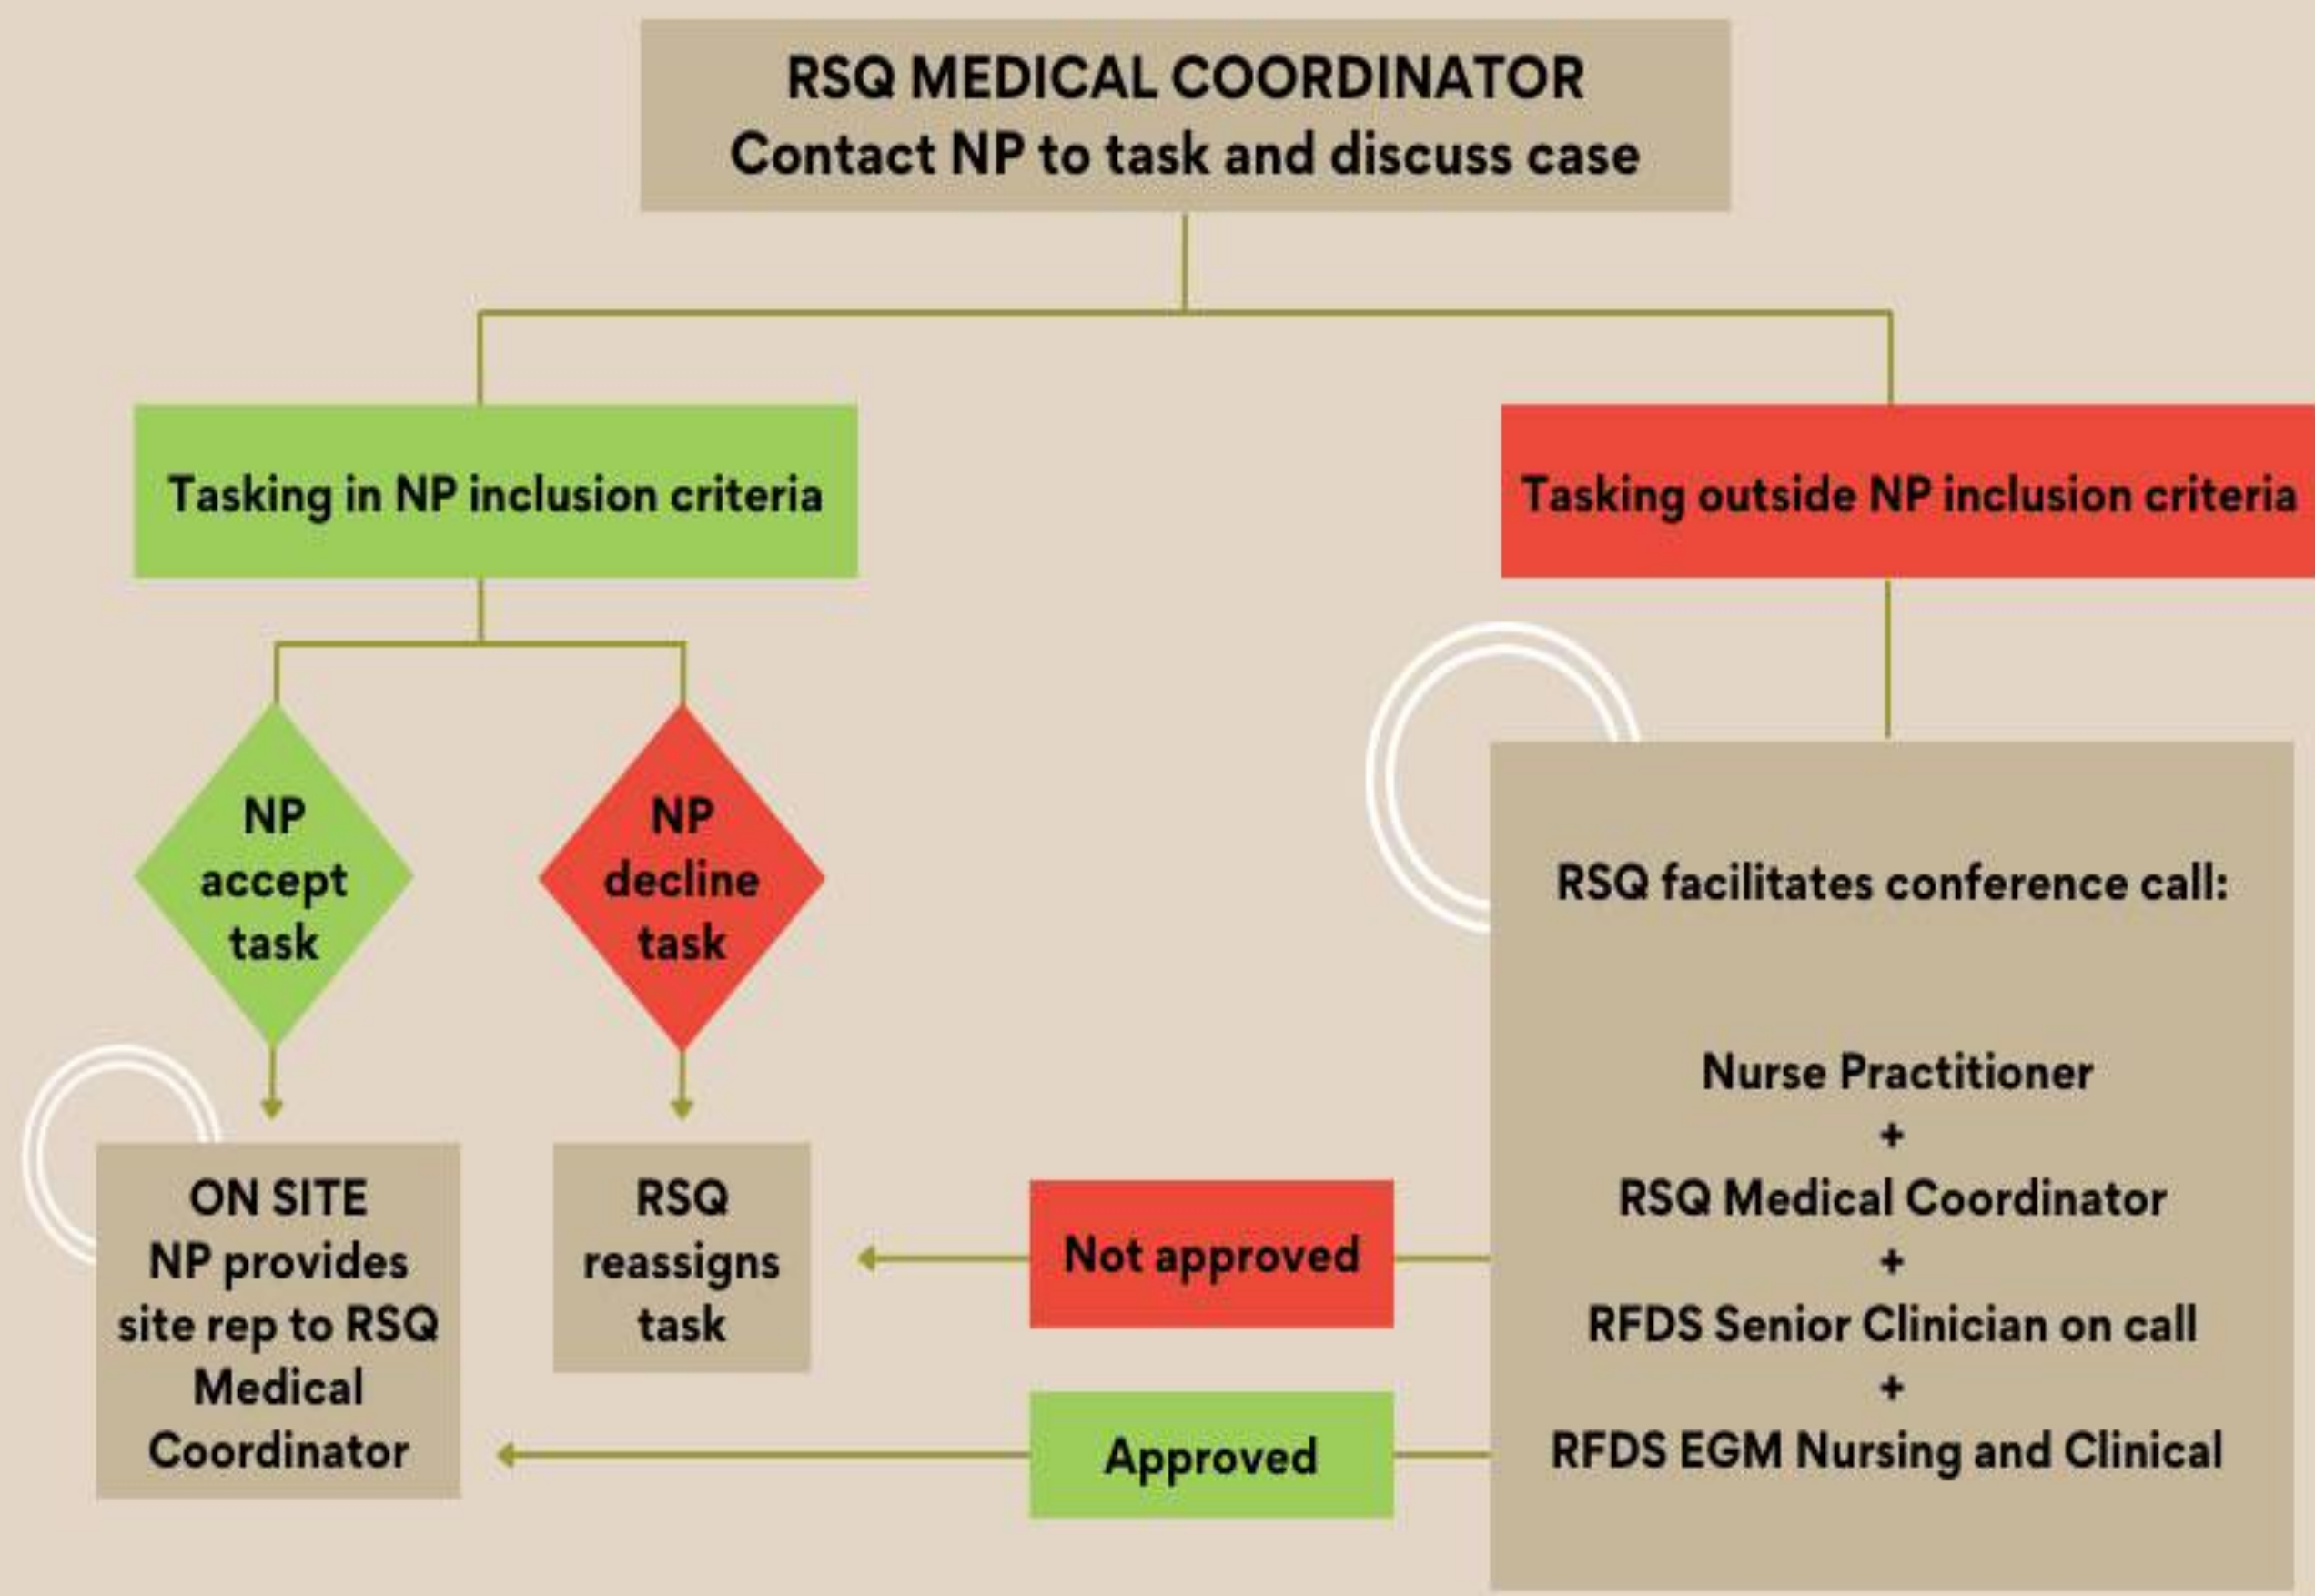 RSQ MEDICAL COORDINATOR
Contact NP to task and discuss case
Tasking in NP inclusion criteria
Tasking outside NP inclusion criteria
NP
accept
task
NP
decline
task
RSQ facilitates conference call:
Nurse Practitioner
+
RSQ Medical Coordinator
+
RFDS Senior Clinician on call
+
RFDS EGM Nursing and Clinical
ON SITE
NP provides
site rep to RSQ
Medical
Coordinator
RSQ
reassigns
task
Not approved
Approved